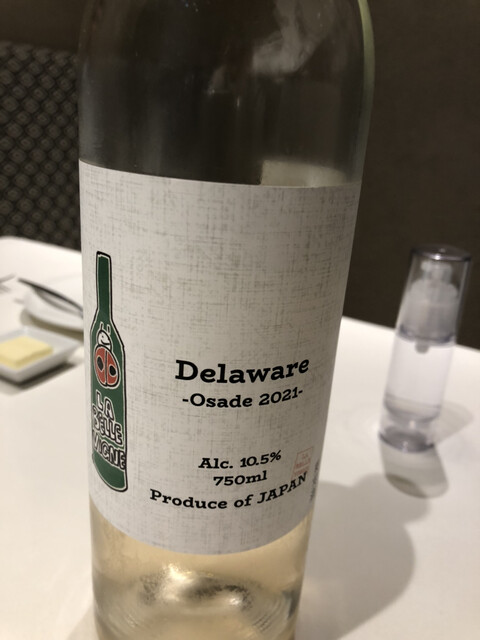 LA
BELLE
VIGNE
Delaware
-Osade 2021-
Alc. 10.5%
750ml
Produce of JAPAN